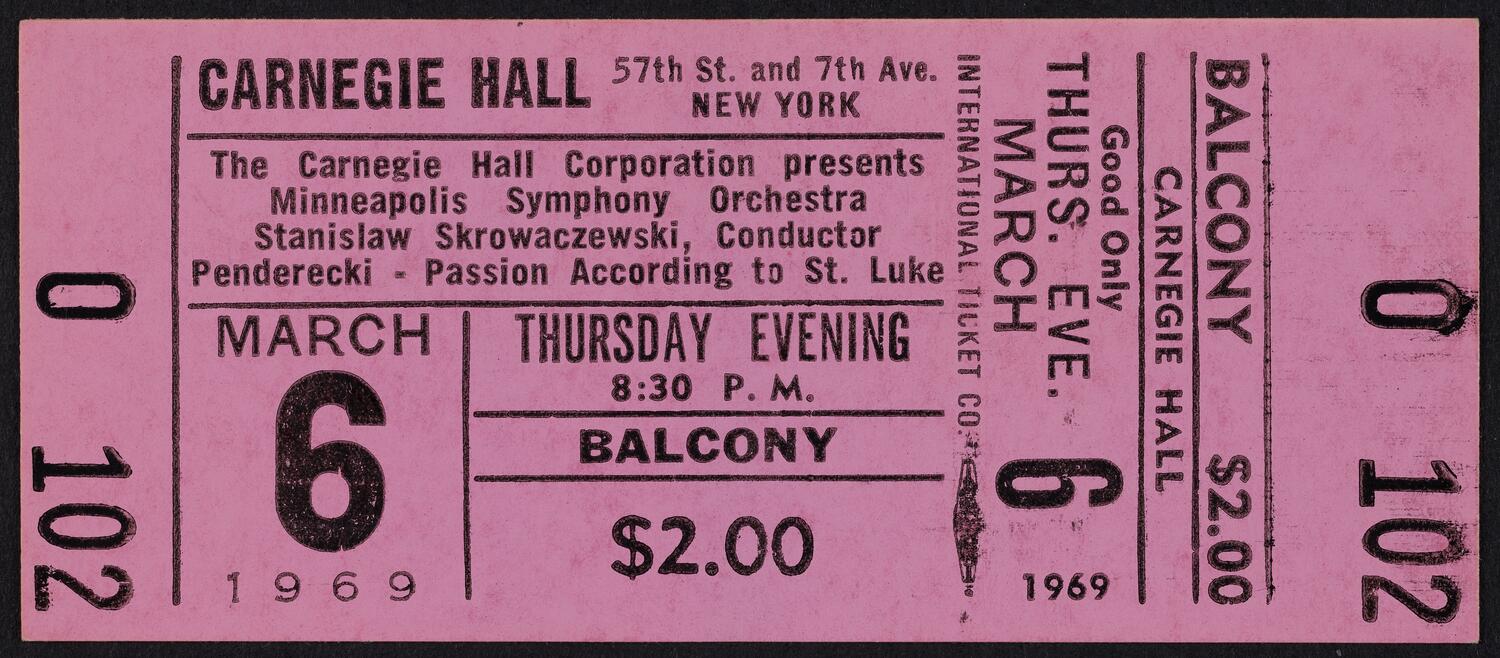 O 102
CARNEGIE HALL
57th St. and 7th Ave.
NEW YORK
The Carnegie Hall Corporation presents
Minneapolis Symphony Orchestra
Stanislaw Skrowaczewski, Conductor
Penderecki - Passion According to St. Luke
MARCH
6
1969
THURSDAY EVENING
8:30 P. M.
BALCONY
$2.00
INTERNATIONAL TICKET CO.
Good Only
THURS. EVE.
MARCH 6
1969
CARNEGIE HALL
BALCONY $2.00
O 102